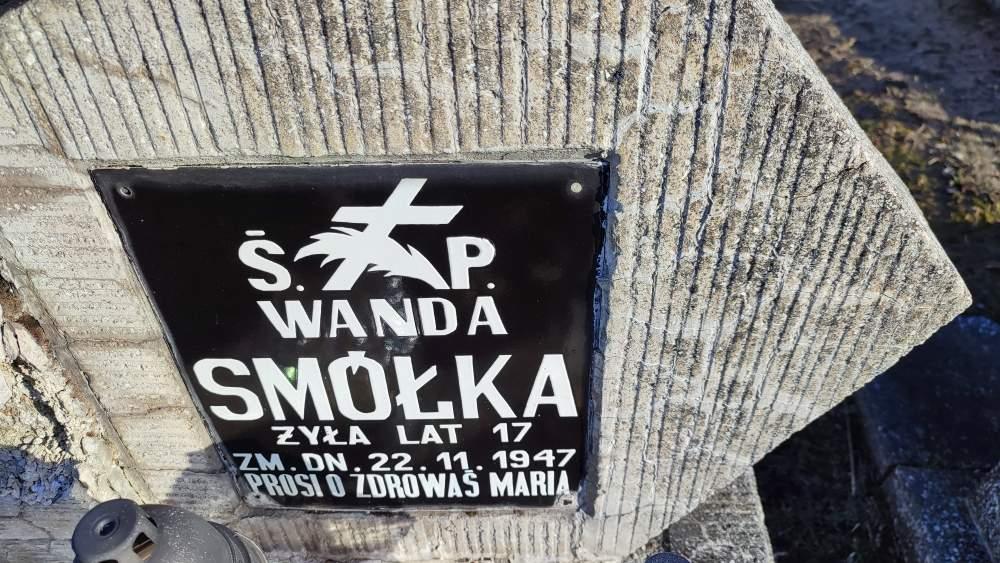 Ś. P.
WANDA
SMÓŁKA
ŻYŁA LAT 17
ZM. DN. 22. 11. 1947
PROSI O ZDROWAŚ MARIA